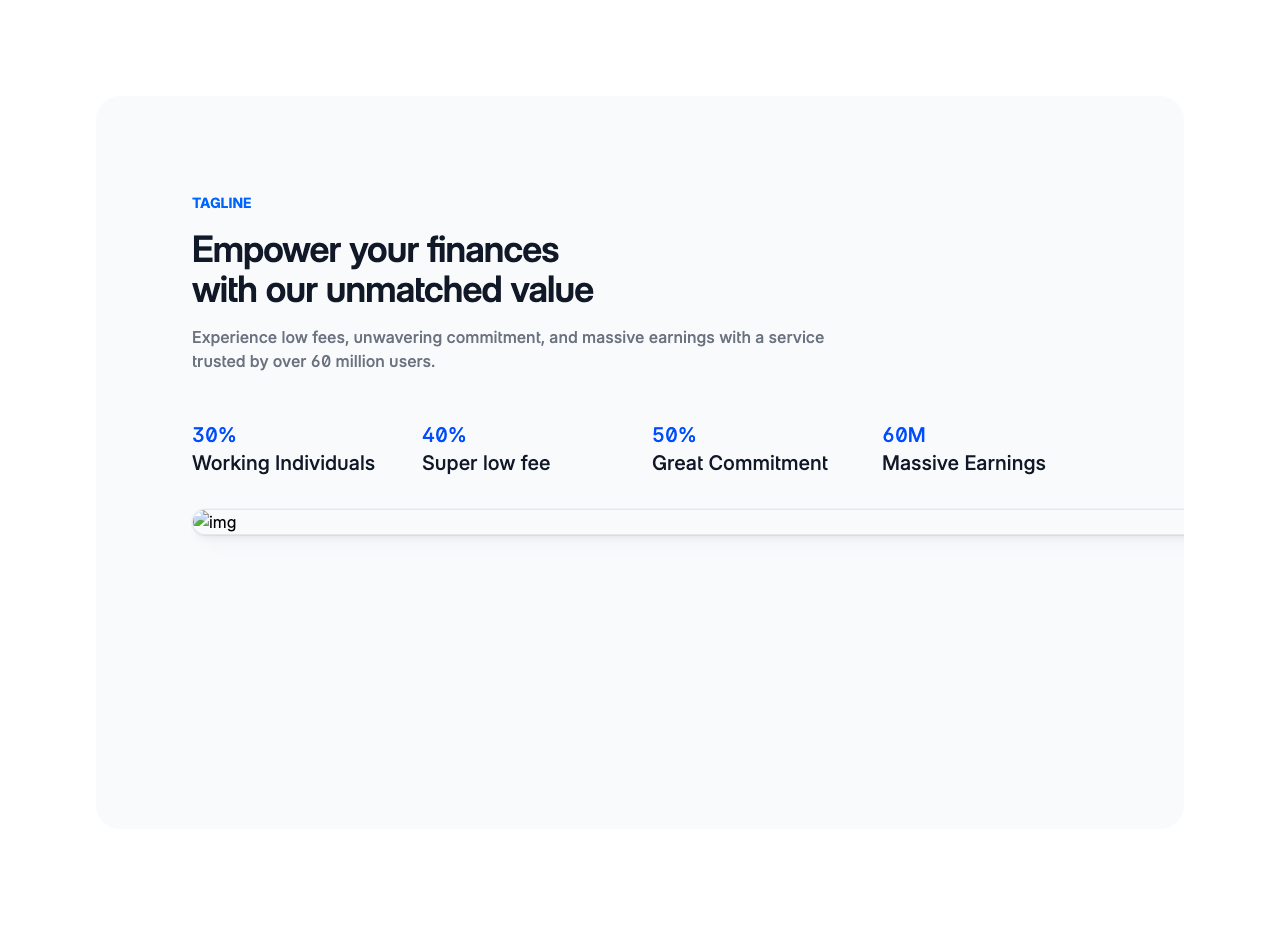 TAGLINE
Empower your finances
with our unmatched value
Experience low fees, unwavering commitment, and massive earnings with a service
trusted by over 60 million users.
30% 40% 50% 60M
Working Individuals Super low fee Great Commitment Massive Earnings
img